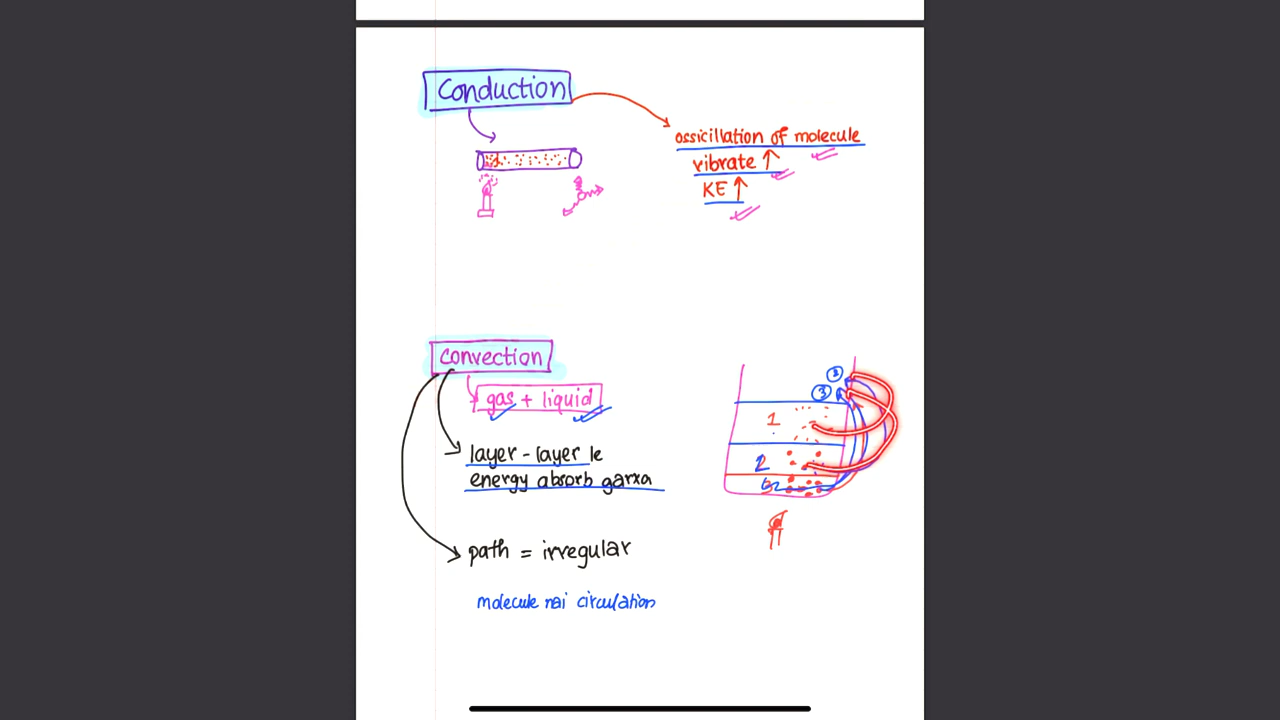 Conduction
ossicillation of molecule
vibrate ↑
KE ↑
convection
gas + liquid
layer - layer le
energy absorb garxa
path = irregular
molecule nai circulation
3
1
2